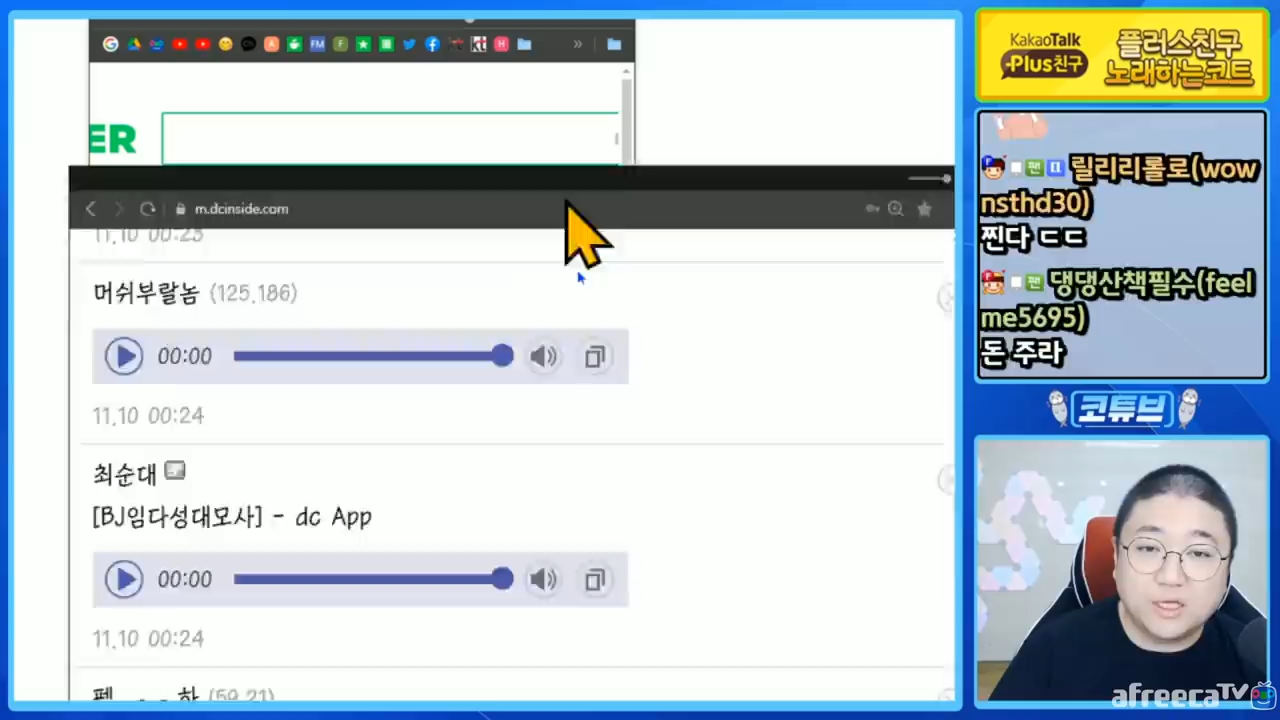 ER
m.dcinside.com
11.10 00:23
머쉬부랄놈 (125.186)
00:00
11.10 00:24
최순대
[BJ임다성대모사] - dc App
00:00
11.10 00:24
(59.21)
KakaoTalk
Plus친구
플러스친구
노래하는코트
릴리리롤로(wow
nsthd30)
찐다 ㄷㄷ
댕댕산책필수(feel
me5695)
돈 주라
코튜브
afreecaTV